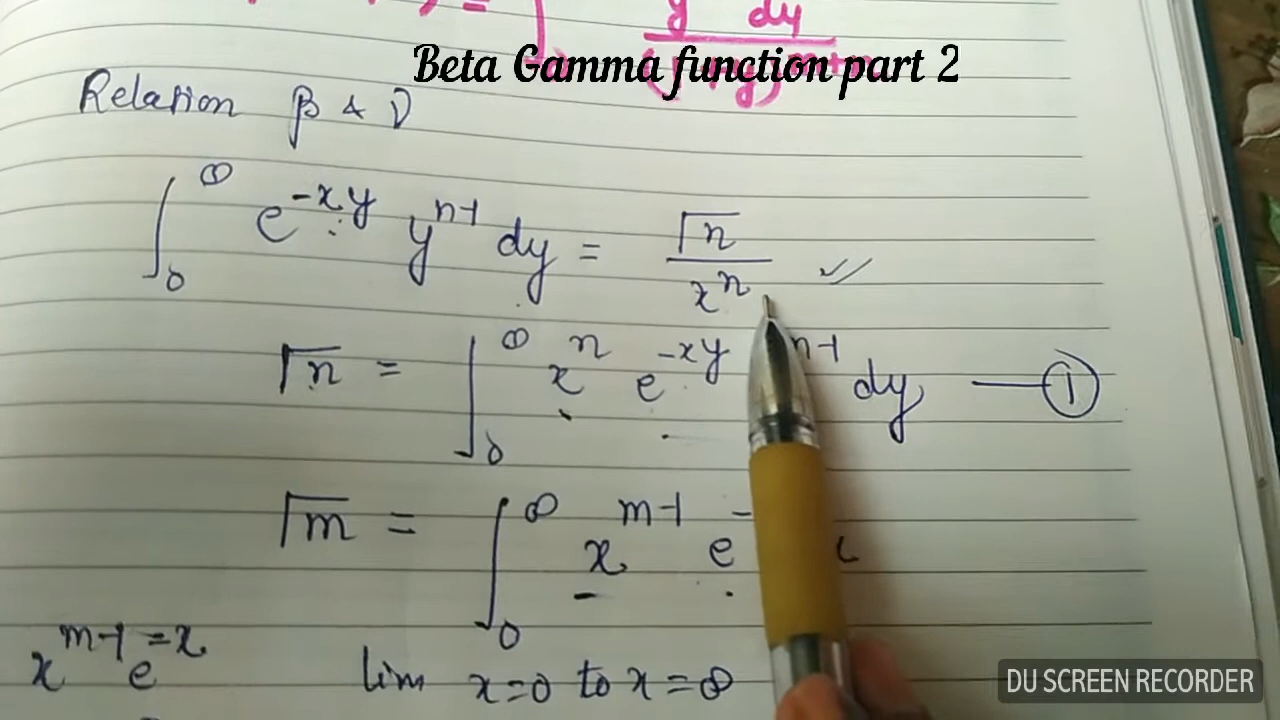 y dy
Beta Gamma function part 2
Relation β & Γ
∫₀^∞ e^{-xy} y^{n-1} dy = Γn / x^n
Γn = ∫₀^∞ x^n e^{-xy} ^{n-1} dy — ①
Γm = ∫₀^∞ x^{m-1} e^-
x^{m-1} e^{-x}
lim x=0 to x=∞
DU SCREEN RECORDER